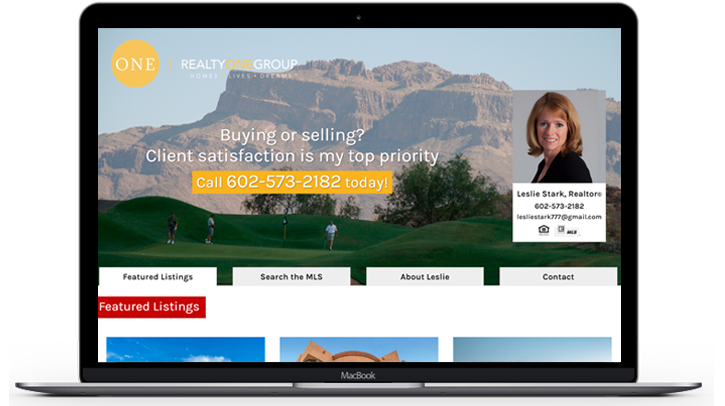 ONE
REALTYONEGROUP
HOMES • LIVES • DREAMS
Buying or selling?
Client satisfaction is my top priority
Call 602-573-2182 today!
Leslie Stark, Realtor®
602-573-2182
lesliestark777@gmail.com
MLS
Featured Listings
Search the MLS
About Leslie
Contact
Featured Listings
MacBook